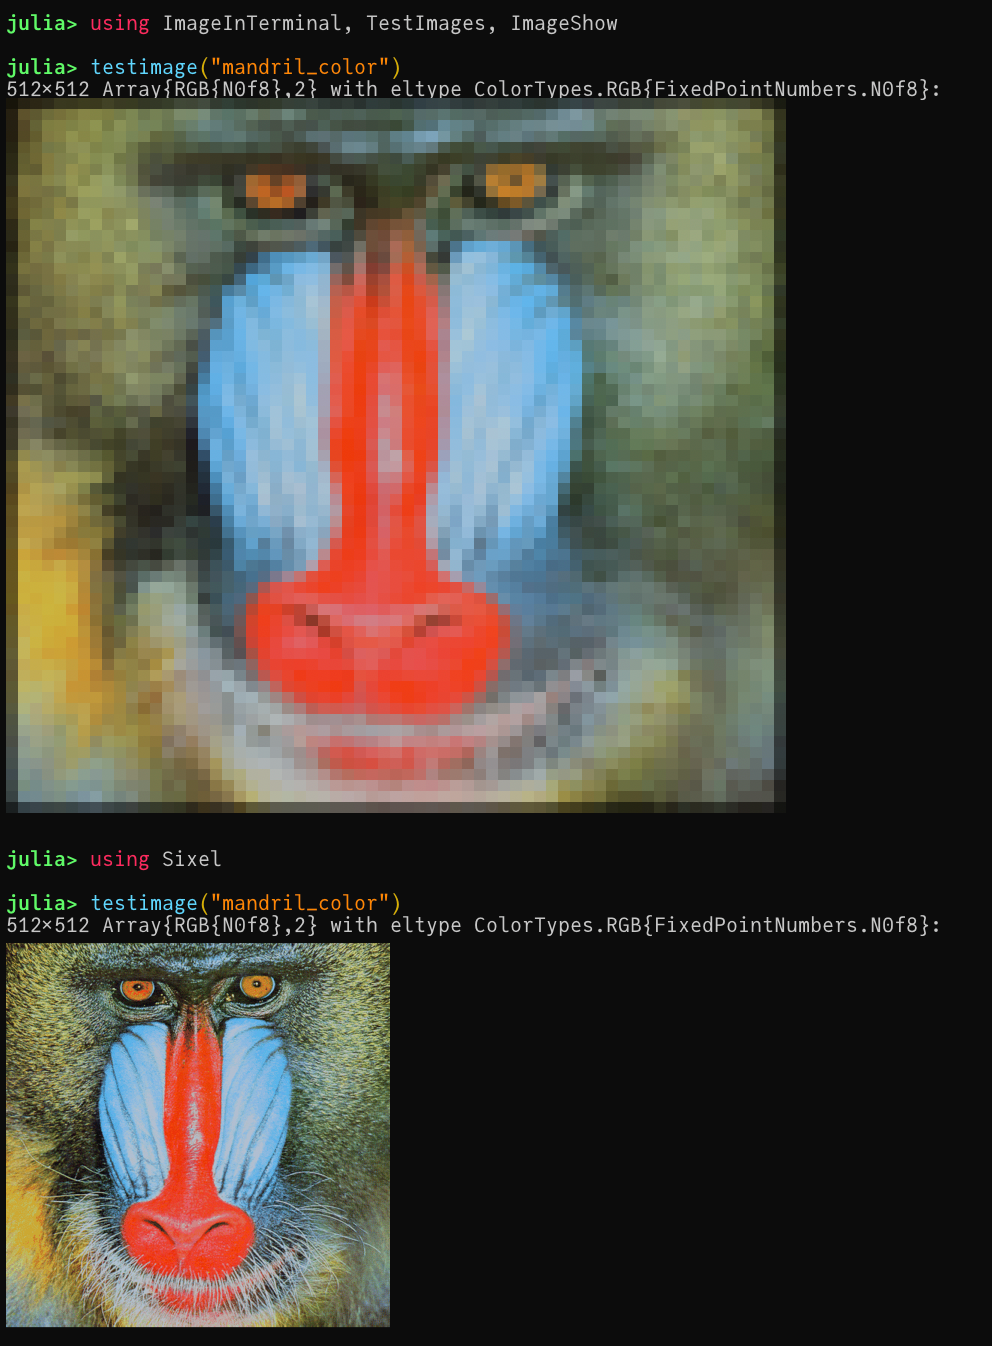 julia> using ImageInTerminal, TestImages, ImageShow
julia> testimage("mandril_color")
512×512 Array{RGB{N0f8},2} with eltype ColorTypes.RGB{FixedPointNumbers.N0f8}:
julia> using Sixel
julia> testimage("mandril_color")
512×512 Array{RGB{N0f8},2} with eltype ColorTypes.RGB{FixedPointNumbers.N0f8}: